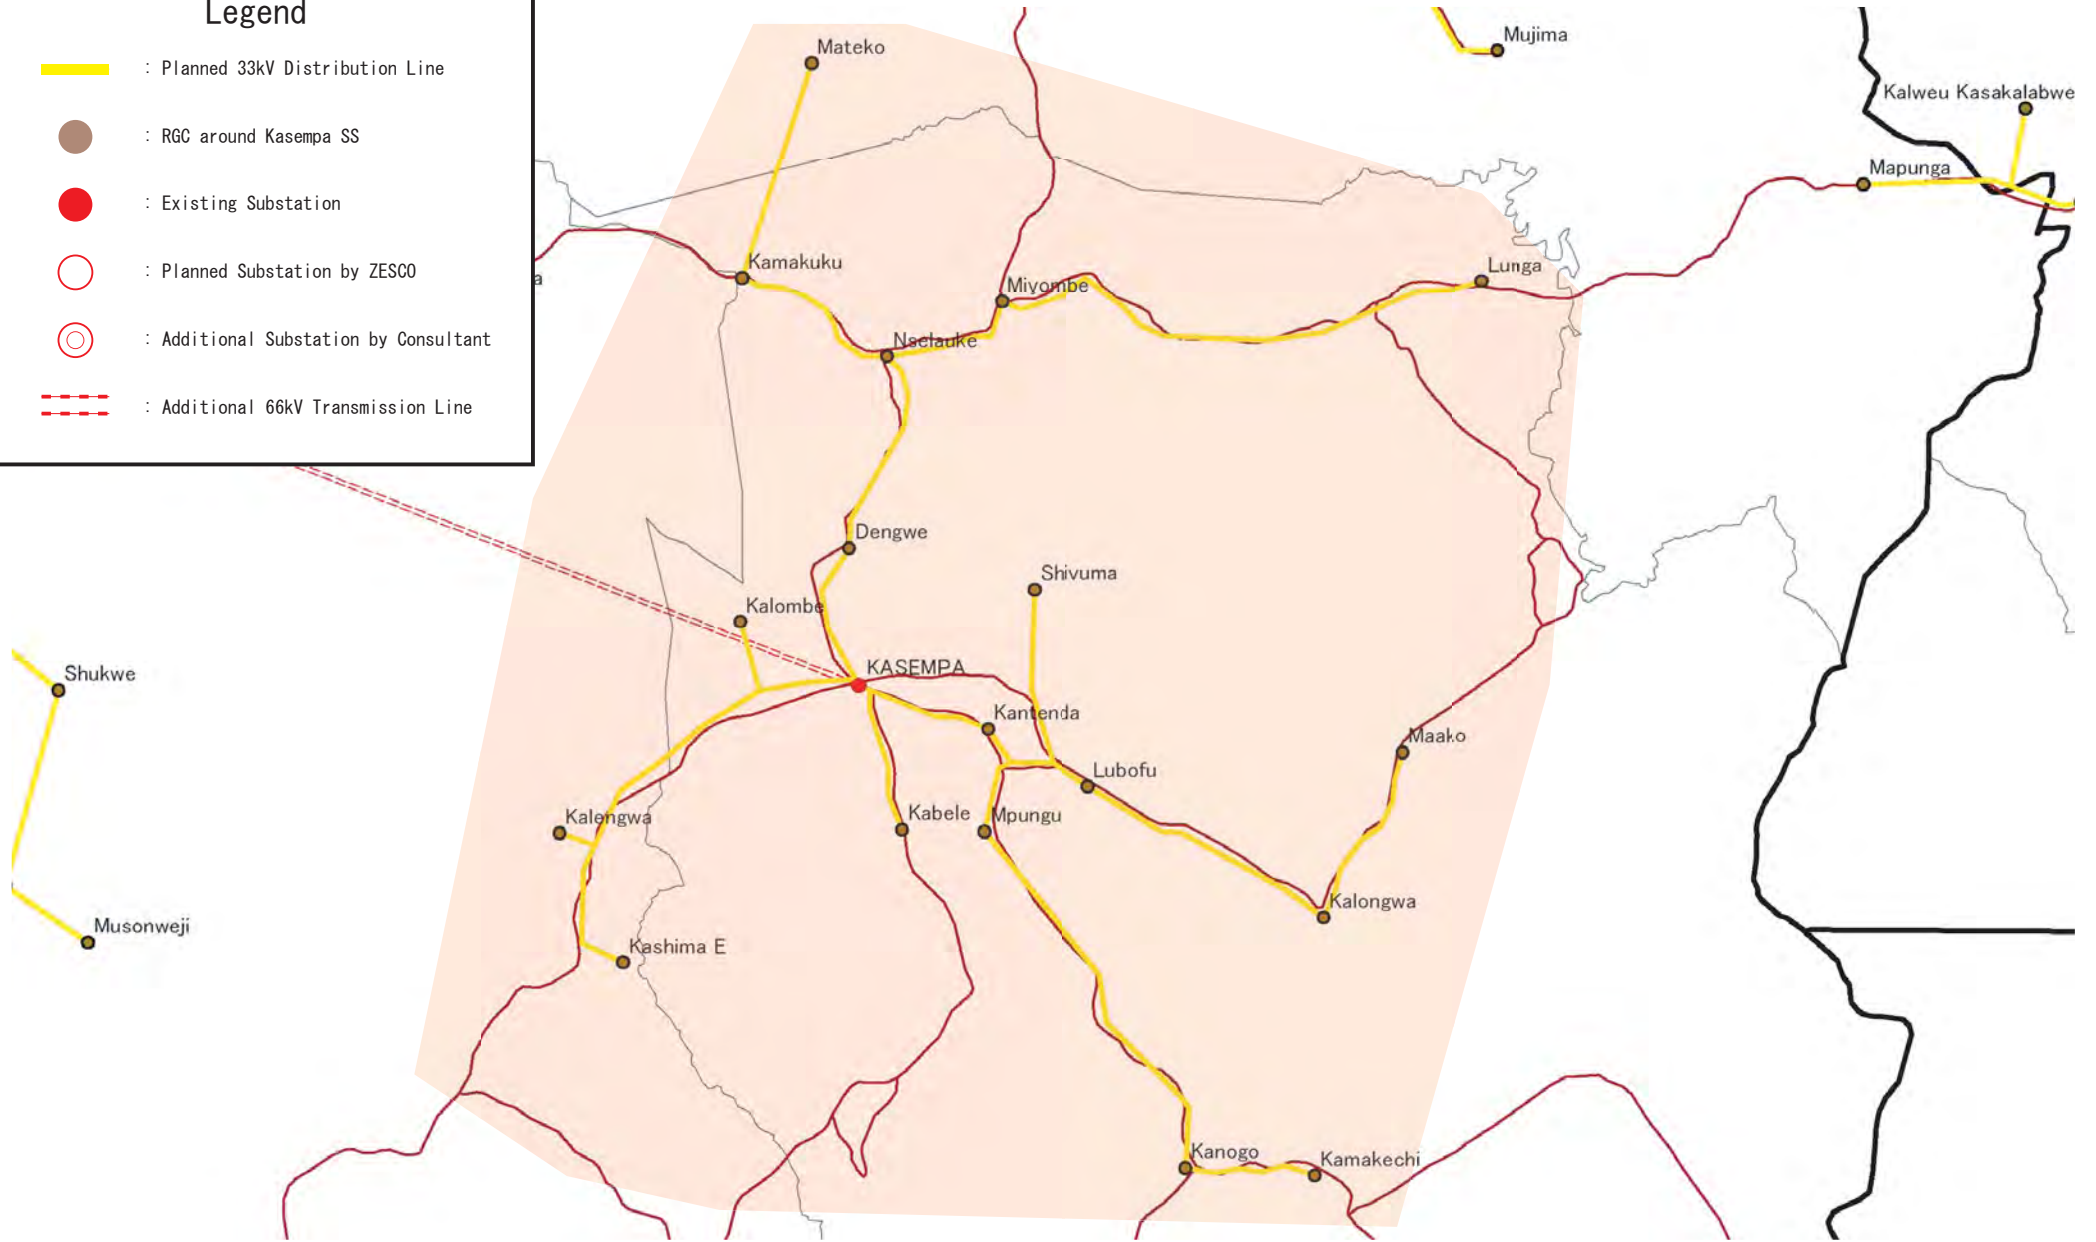 Legend
: Planned 33kV Distribution Line
: RGC around Kasempa SS
: Existing Substation
: Planned Substation by ZESCO
: Additional Substation by Consultant
: Additional 66kV Transmission Line
Mateko
Mujima
Kalweu Kasakalabwe
Mapunga
Kamakuku
Lunga
a
Miyombe
Nselauke
Dengwe
Shivuma
Kalombe
KASEMPA
Shukwe
Kantenda
Maako
Lubofu
Kalengwa
Kabele
Mpungu
Kalongwa
Musonweji
Kashima E
Kanogo
Kamakechi